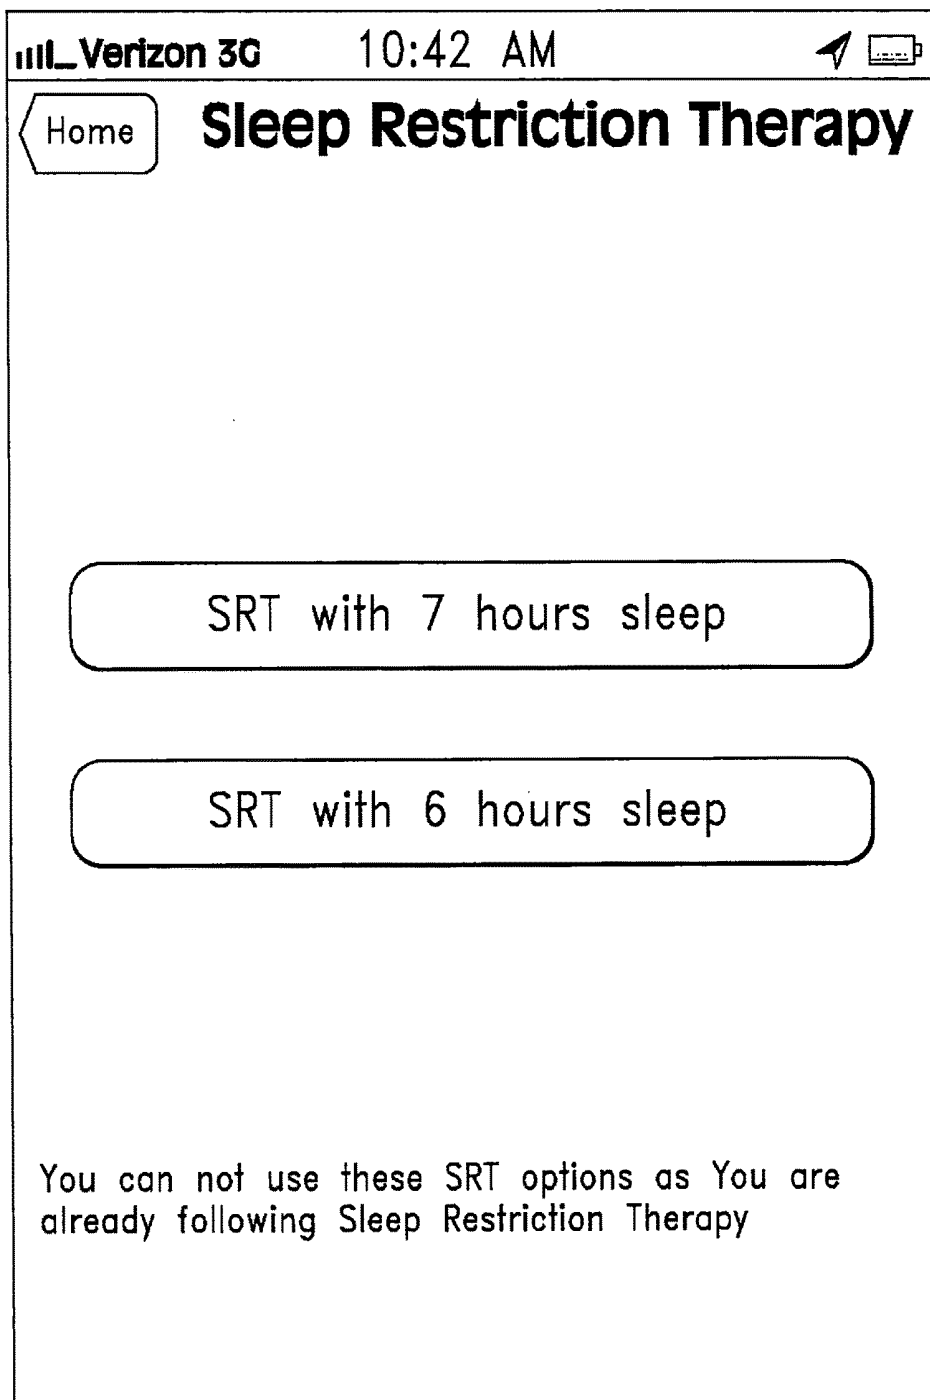 Verizon 3G 10:42 AM
Home Sleep Restriction Therapy
SRT with 7 hours sleep
SRT with 6 hours sleep
You can not use these SRT options as You are
already following Sleep Restriction Therapy